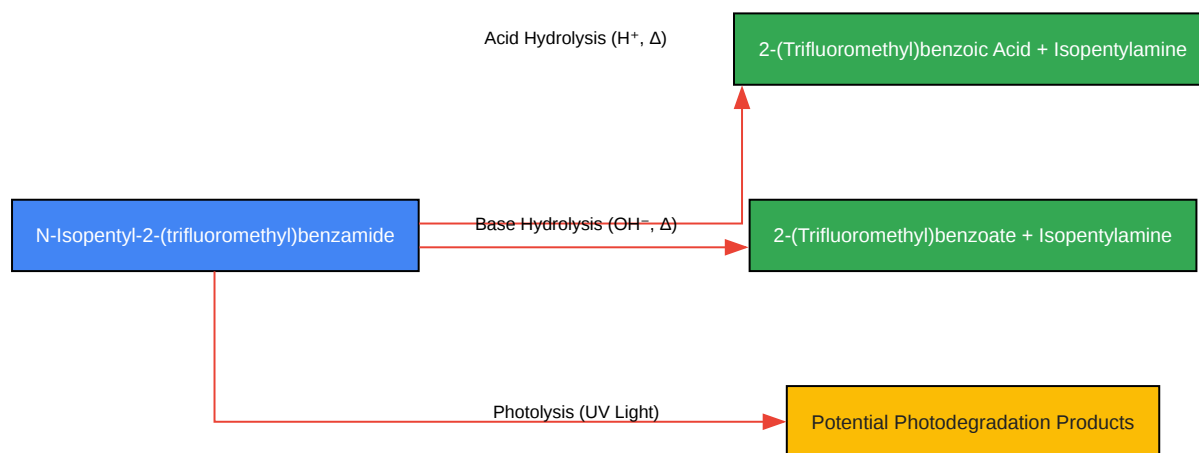 Acid Hydrolysis (H⁺, Δ)
2-(Trifluoromethyl)benzoic Acid + Isopentylamine
N-Isopentyl-2-(trifluoromethyl)benzamide
Base Hydrolysis (OH⁻, Δ)
2-(Trifluoromethyl)benzoate + Isopentylamine
Photolysis (UV Light)
Potential Photodegradation Products